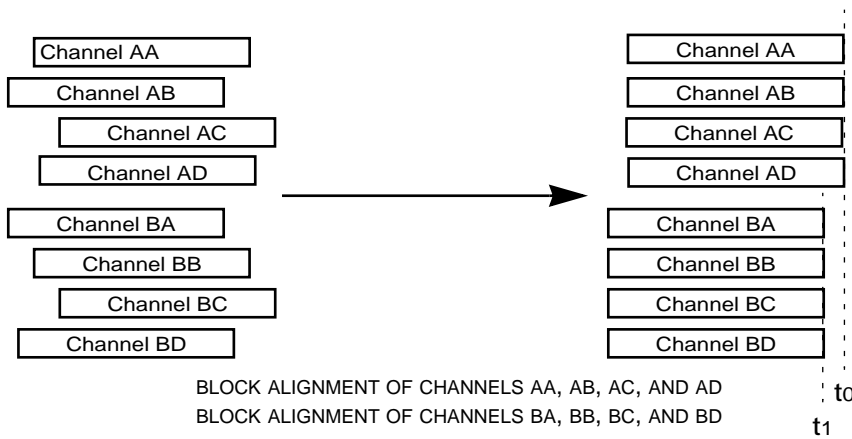 Channel AA
Channel AB
Channel AC
Channel AD
Channel BA
Channel BB
Channel BC
Channel BD
Channel AA
Channel AB
Channel AC
Channel AD
Channel BA
Channel BB
Channel BC
Channel BD
BLOCK ALIGNMENT OF CHANNELS AA, AB, AC, AND AD
BLOCK ALIGNMENT OF CHANNELS BA, BB, BC, AND BD
t0
t1